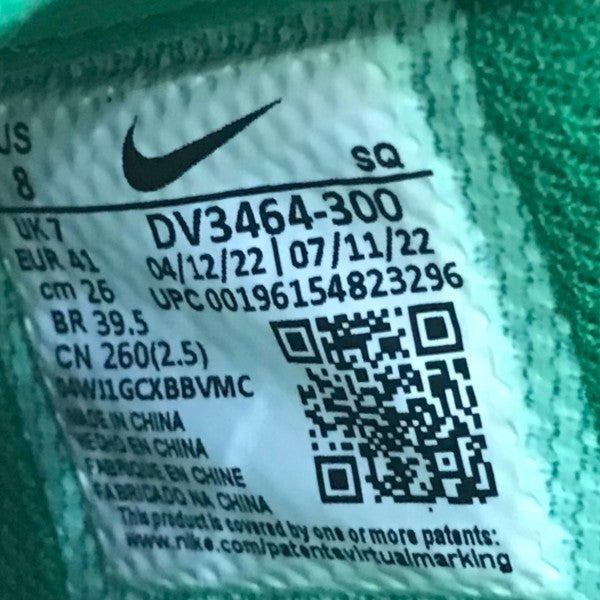 US
8
SQ
UK 7
DV3464-300
EUR 41
04/12/22 | 07/11/22
cm 26
UPC 00196154823296
BR 39.5
CN 260(2.5)
MADE IN CHINA
HECHO EN CHINA
FABRIQUÉ EN CHINE
FABRICADO NA CHINA
This product is covered by one or more patents:
www.nike.com/patentsvirtualmarking